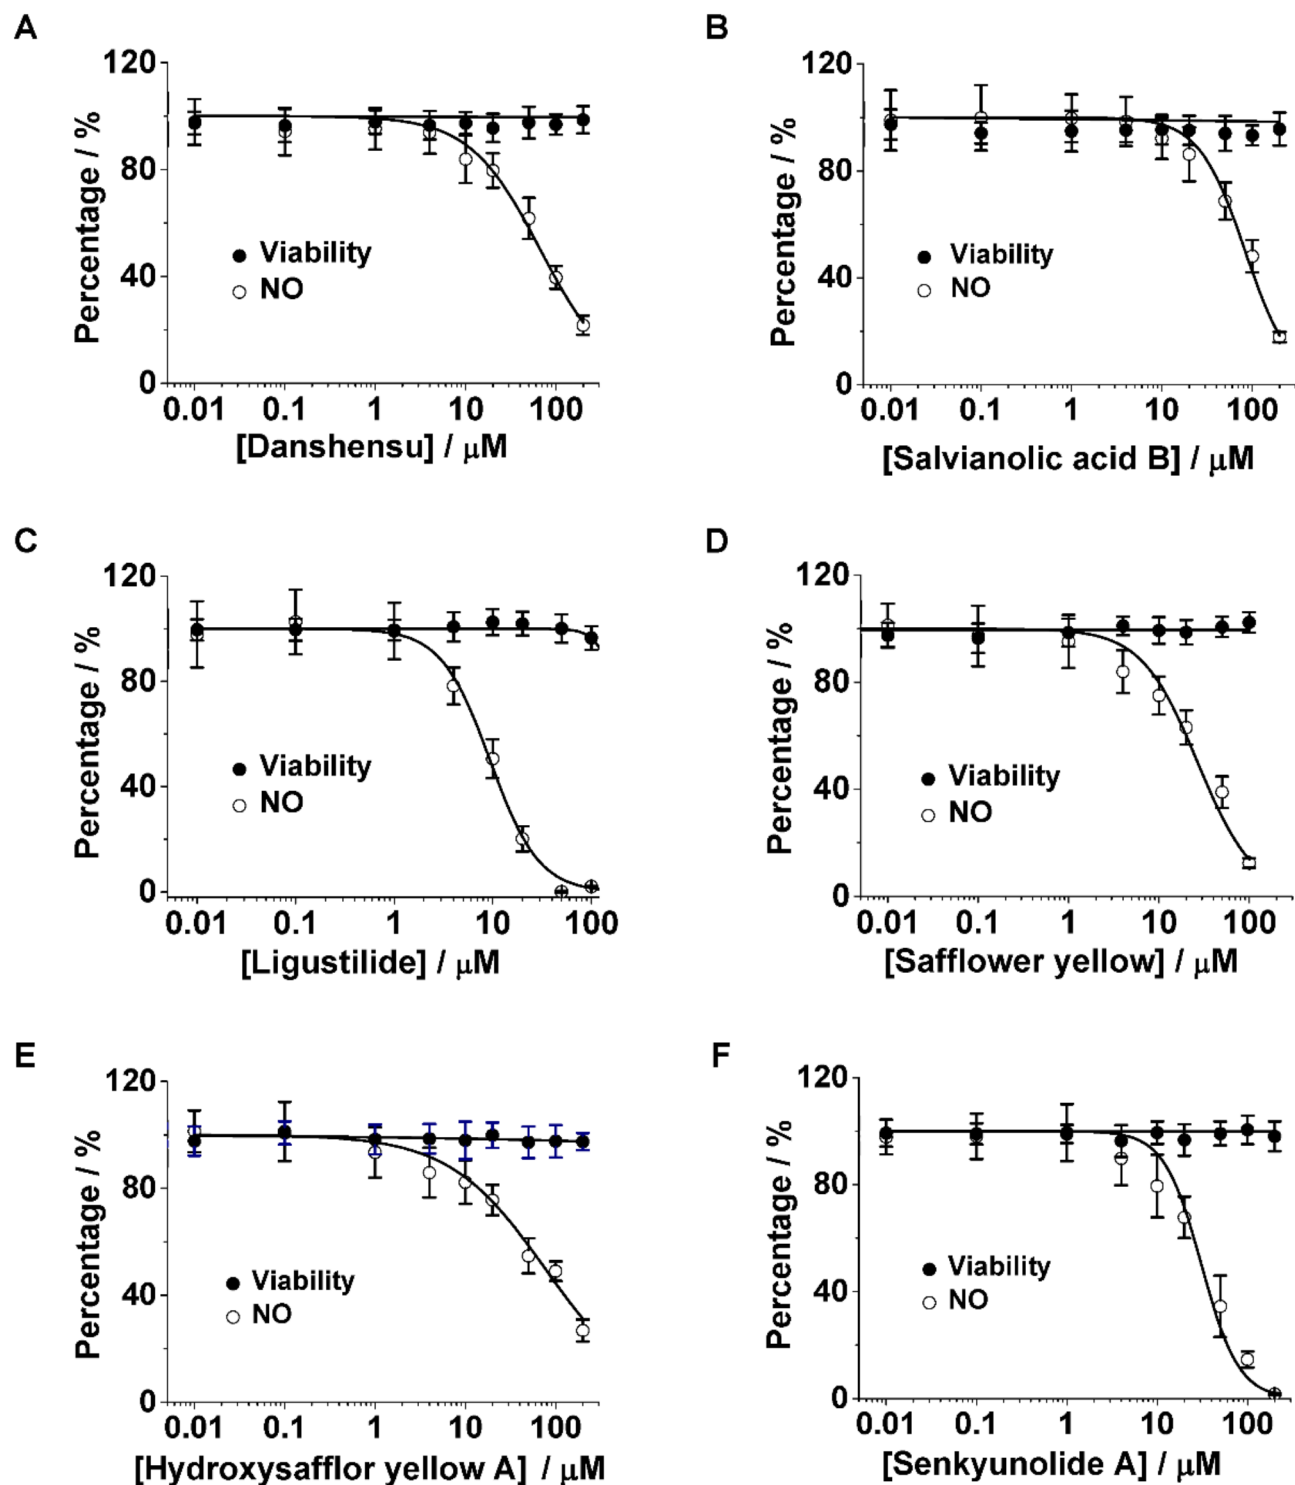 A
120
80
40
0
Percentage / %
Viability
NO
0.01 0.1 1 10 100
[Danshensu] / μM
B
120
80
40
0
Percentage / %
Viability
NO
0.01 0.1 1 10 100
[Salvianolic acid B] / μM
C
120
80
40
0
Percentage / %
Viability
NO
0.01 0.1 1 10 100
[Ligustilide] / μM
D
120
80
40
0
Percentage / %
Viability
NO
0.01 0.1 1 10 100
[Safflower yellow] / μM
E
120
80
40
0
Percentage / %
Viability
NO
0.01 0.1 1 10 100
[Hydroxysafflor yellow A] / μM
F
120
80
40
0
Percentage / %
Viability
NO
0.01 0.1 1 10 100
[Senkyunolide A] / μM